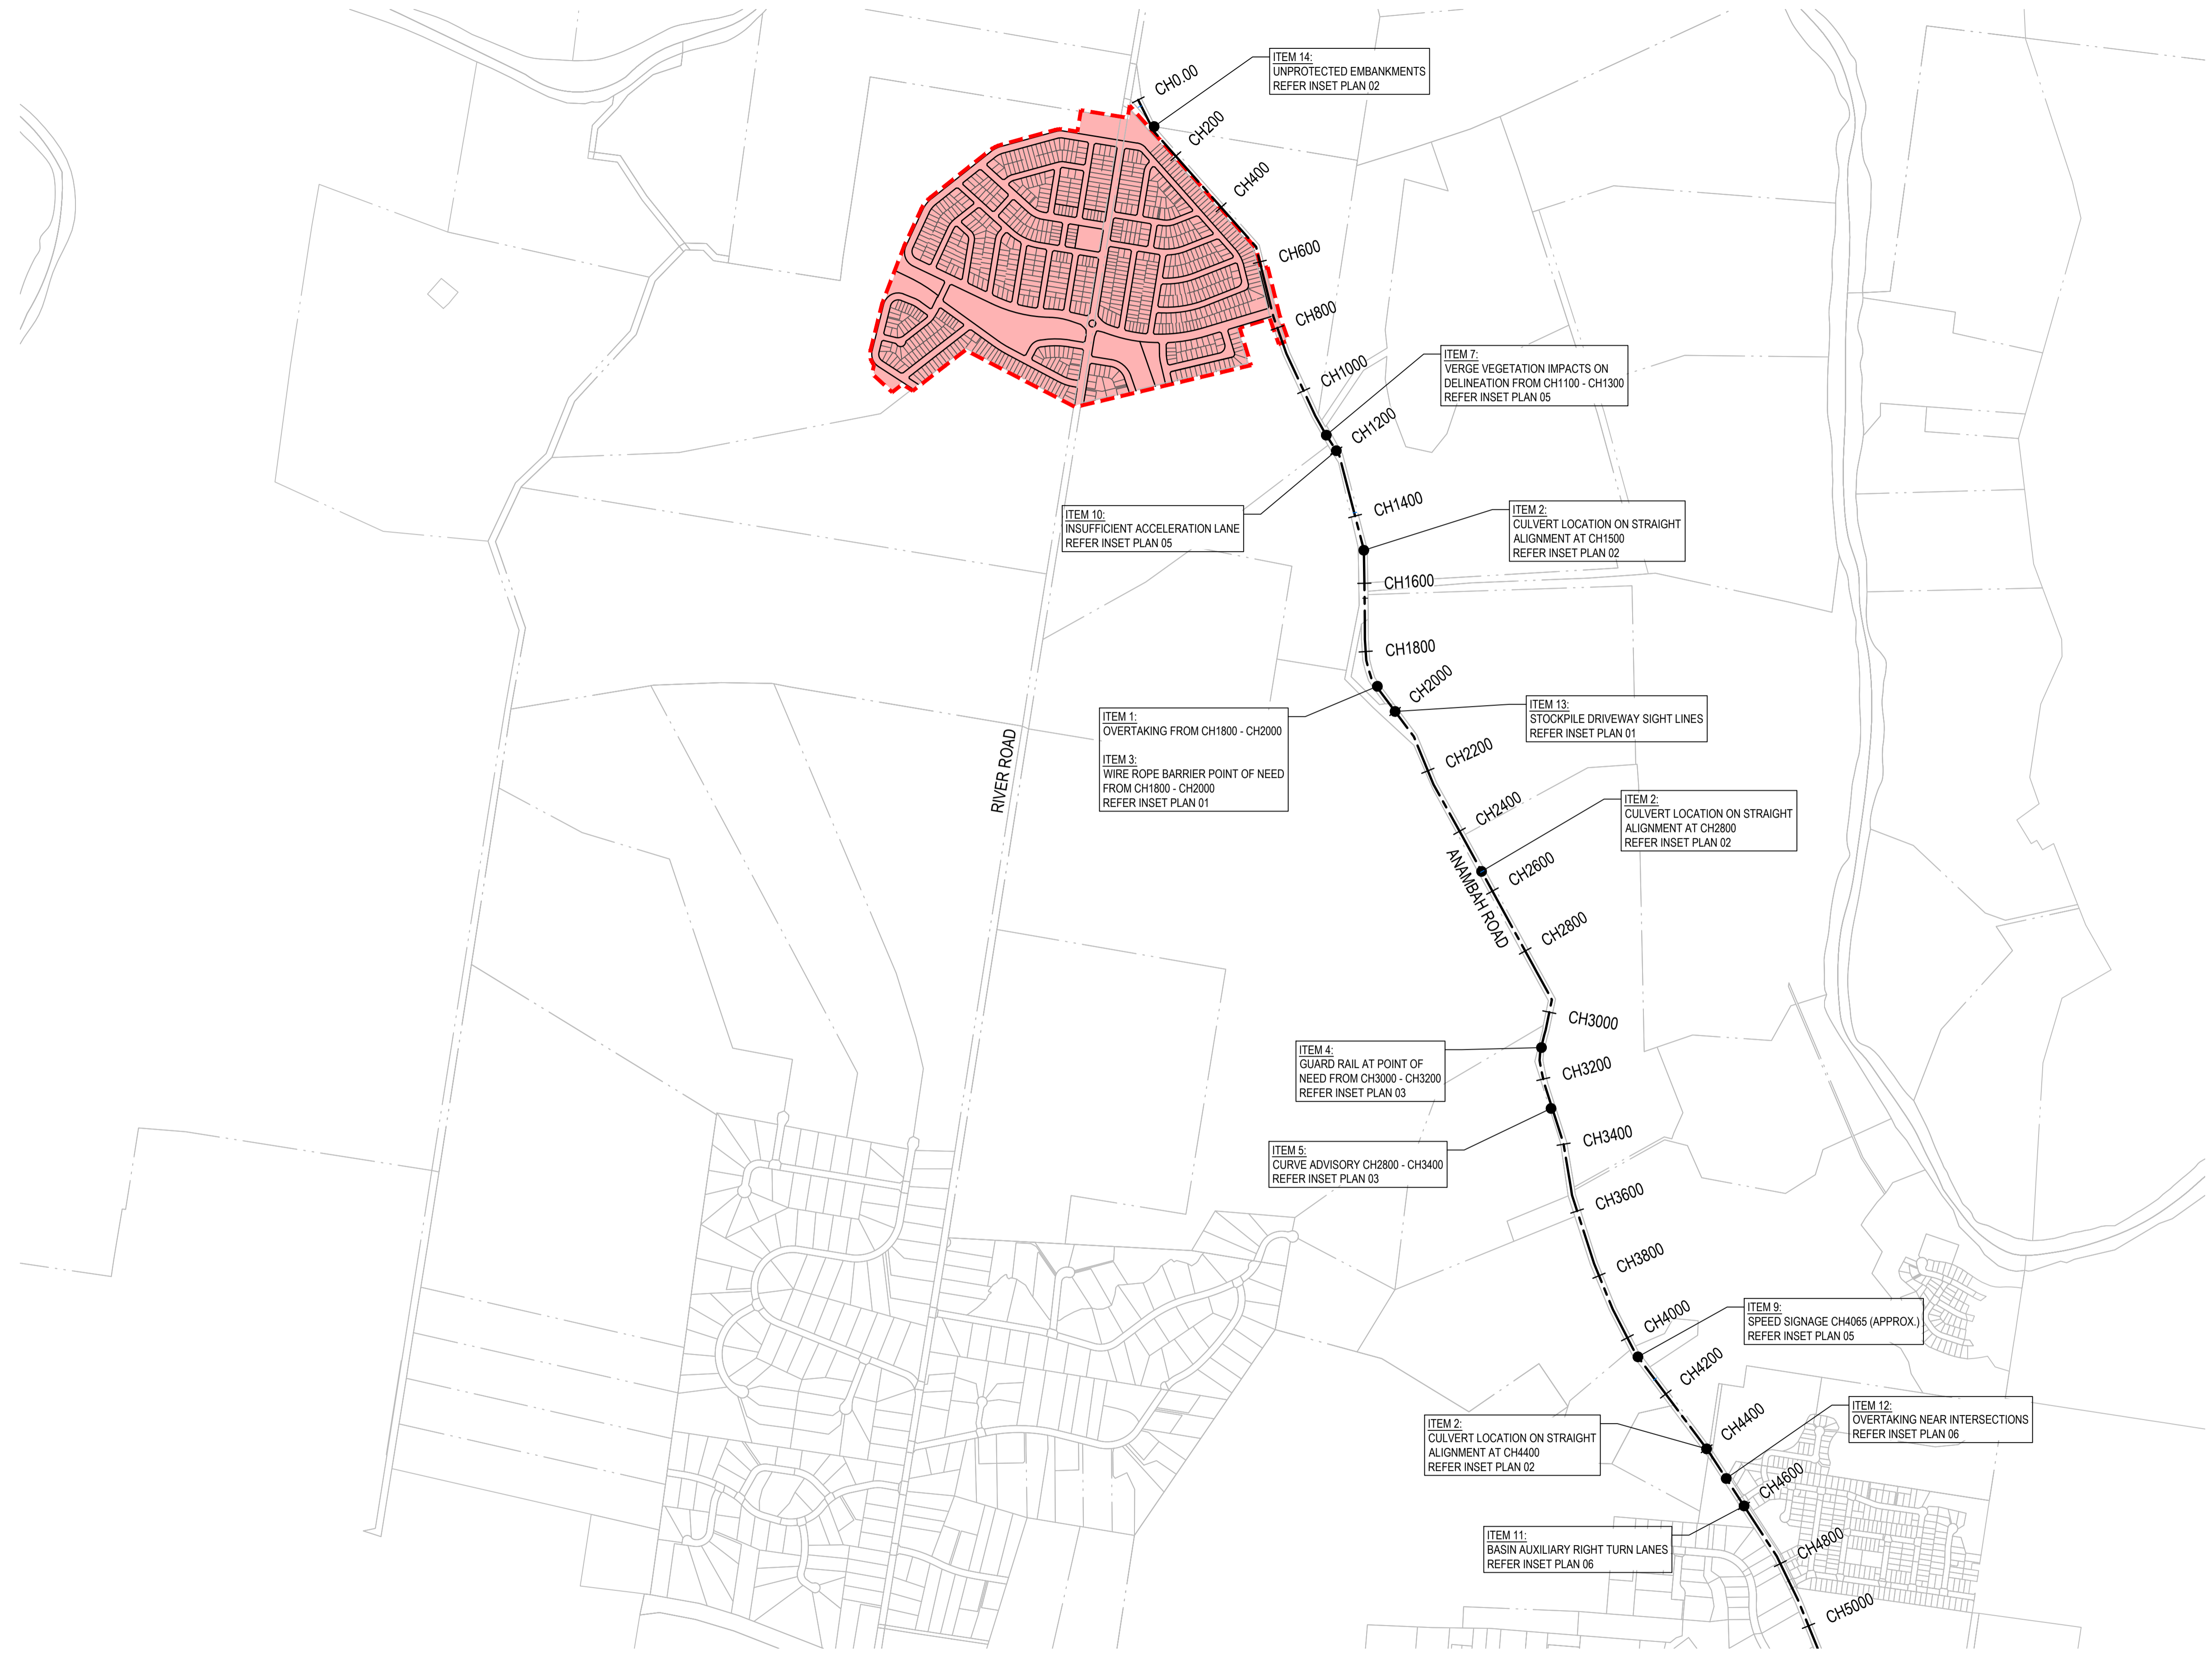 CH0.00
ITEM 14:
UNPROTECTED EMBANKMENTS
REFER INSET PLAN 02
CH200
CH400
CH600
CH800
ITEM 7:
VERGE VEGETATION IMPACTS ON
DELINEATION FROM CH1100 - CH1300
REFER INSET PLAN 05
CH1000
CH1200
ITEM 10:
INSUFFICIENT ACCELERATION LANE
REFER INSET PLAN 05
CH1400
ITEM 2:
CULVERT LOCATION ON STRAIGHT
ALIGNMENT AT CH1500
REFER INSET PLAN 02
CH1600
CH1800
CH2000
ITEM 1:
OVERTAKING FROM CH1800 - CH2000
ITEM 3:
WIRE ROPE BARRIER POINT OF NEED
FROM CH1800 - CH2000
REFER INSET PLAN 01
ITEM 13:
STOCKPILE DRIVEWAY SIGHT LINES
REFER INSET PLAN 01
RIVER ROAD
CH2200
CH2400
ITEM 2:
CULVERT LOCATION ON STRAIGHT
ALIGNMENT AT CH2800
REFER INSET PLAN 02
ANAMBAH ROAD
CH2600
CH2800
CH3000
ITEM 4:
GUARD RAIL AT POINT OF
NEED FROM CH3000 - CH3200
REFER INSET PLAN 03
CH3200
ITEM 5:
CURVE ADVISORY CH2800 - CH3400
REFER INSET PLAN 03
CH3400
CH3600
CH3800
CH4000
ITEM 9:
SPEED SIGNAGE CH4065 (APPROX.)
REFER INSET PLAN 05
CH4200
ITEM 2:
CULVERT LOCATION ON STRAIGHT
ALIGNMENT AT CH4400
REFER INSET PLAN 02
CH4400
ITEM 12:
OVERTAKING NEAR INTERSECTIONS
REFER INSET PLAN 06
CH4600
ITEM 11:
BASIN AUXILIARY RIGHT TURN LANES
REFER INSET PLAN 06
CH4800
CH5000